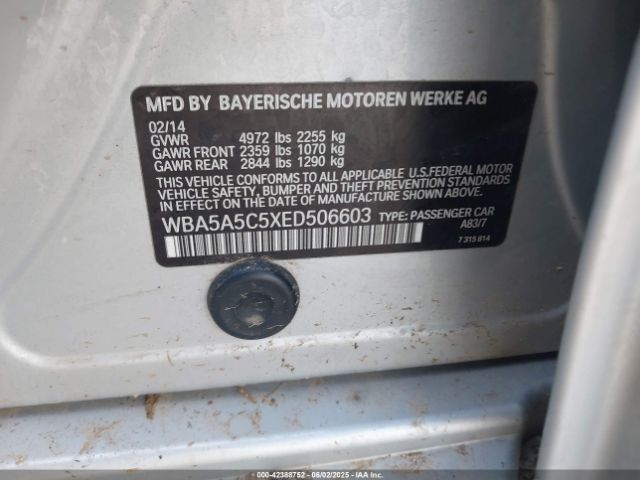 MFD BY BAYERISCHE MOTOREN WERKE AG
02/14
GVWR 4972 lbs 2255 kg
GAWR FRONT 2359 lbs 1070 kg
GAWR REAR 2844 lbs 1290 kg
THIS VEHICLE CONFORMS TO ALL APPLICABLE U.S.FEDERAL MOTOR
VEHICLE SAFETY, BUMPER AND THEFT PREVENTION STANDARDS
IN EFFECT ON THE DATE OF MANUFACTURE SHOWN ABOVE.
WBA5A5C5XED506603 TYPE: PASSENGER CAR
A83/7
7 315 814
000-42388752 06/02/2025 IAA Inc.